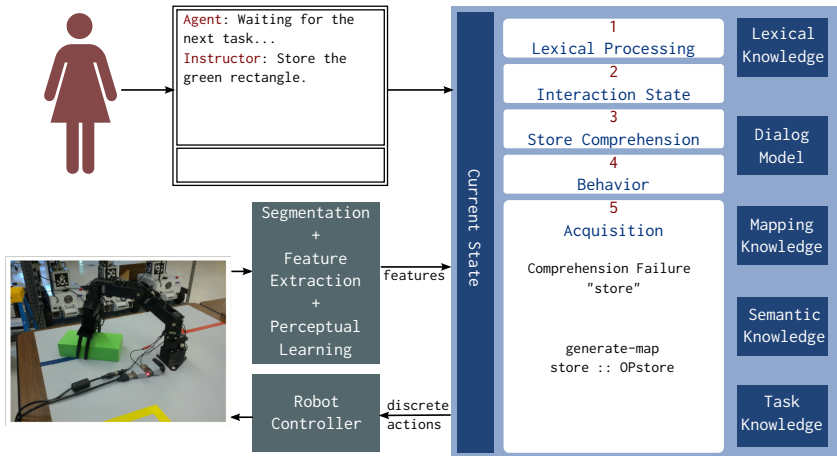 Agent: Waiting for the
next task...
Instructor: Store the
green rectangle.
Segmentation
+
Feature
Extraction
+
Perceptual
Learning
features
Robot
Controller
discrete
actions
Current State
1
Lexical Processing
2
Interaction State
3
Store Comprehension
4
Behavior
5
Acquisition
Comprehension Failure
"store"
generate-map
store :: OPstore
Lexical
Knowledge
Dialog
Model
Mapping
Knowledge
Semantic
Knowledge
Task
Knowledge